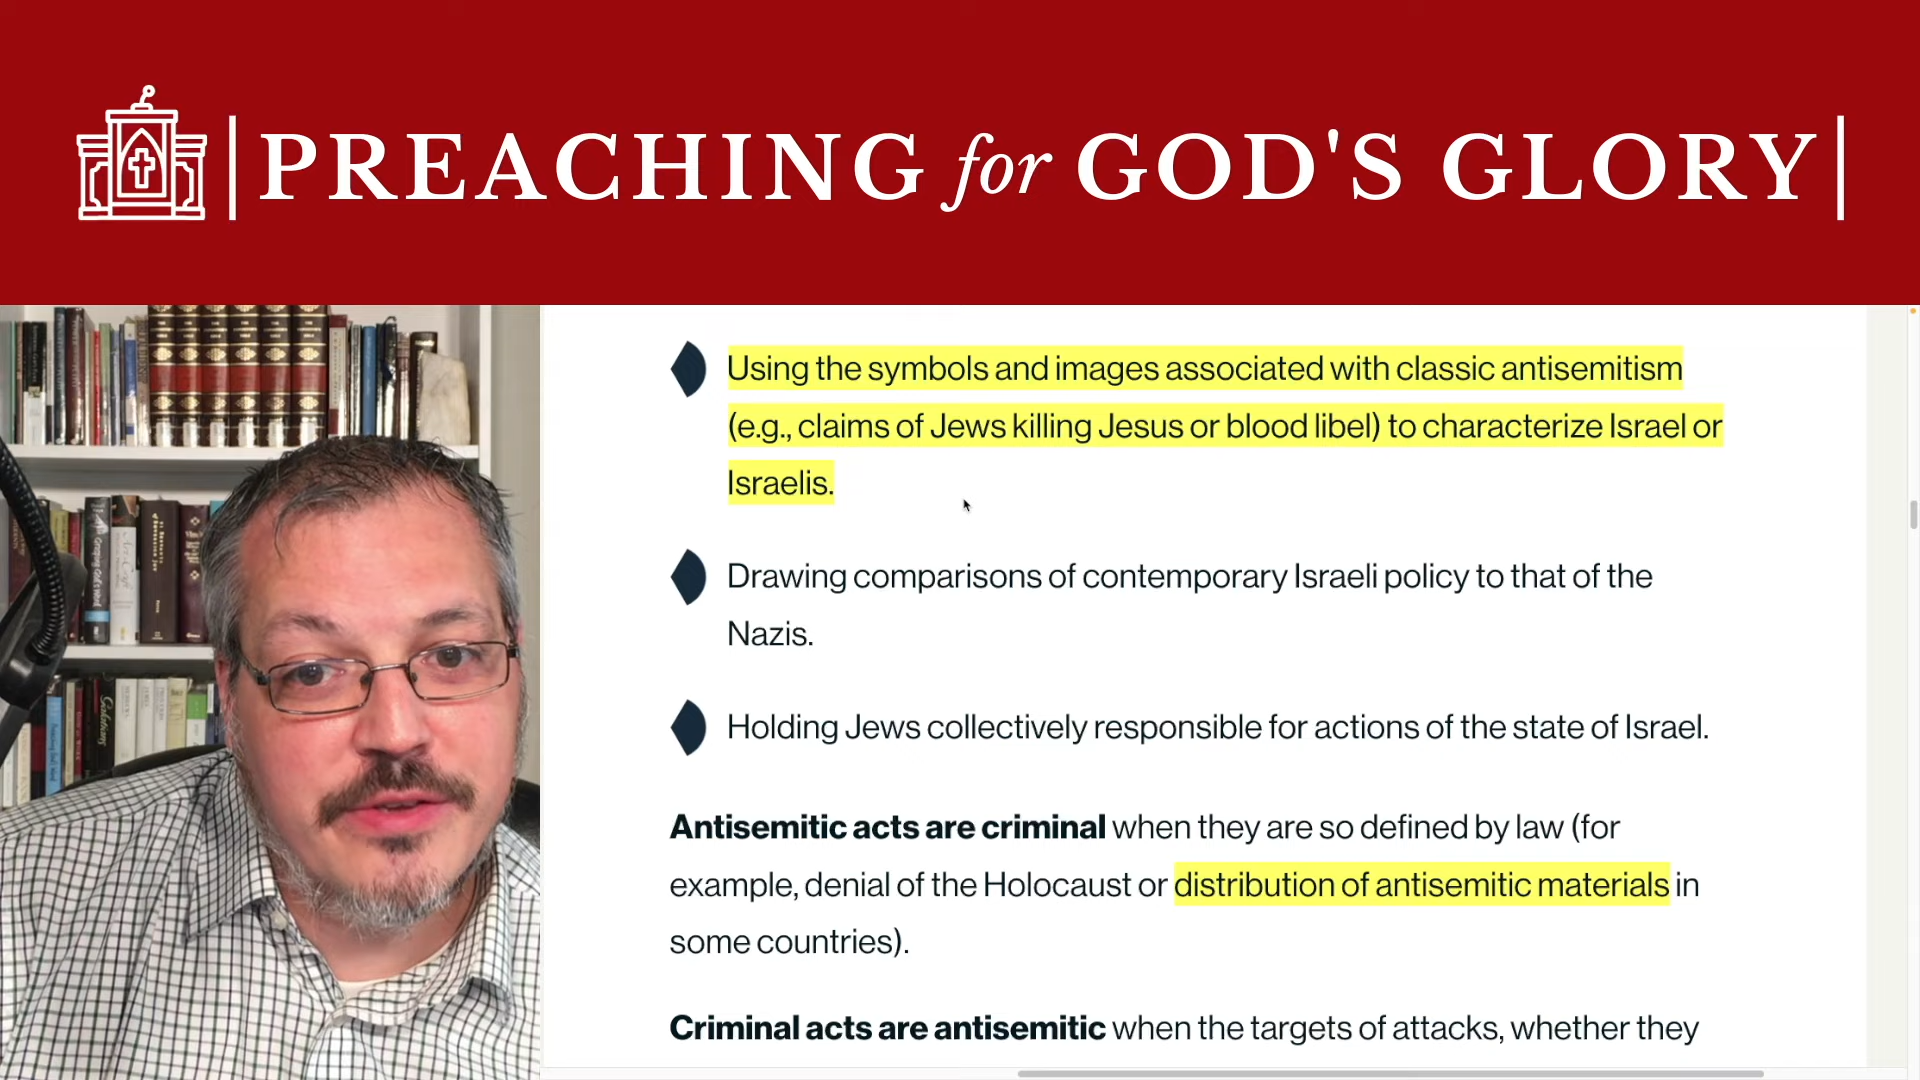 PREACHING for GOD'S GLORY
Using the symbols and images associated with classic antisemitism
(e.g., claims of Jews killing Jesus or blood libel) to characterize Israel or
Israelis.
Drawing comparisons of contemporary Israeli policy to that of the
Nazis.
Holding Jews collectively responsible for actions of the state of Israel.
Antisemitic acts are criminal when they are so defined by law (for
example, denial of the Holocaust or distribution of antisemitic materials in
some countries).
Criminal acts are antisemitic when the targets of attacks, whether they
Galatians